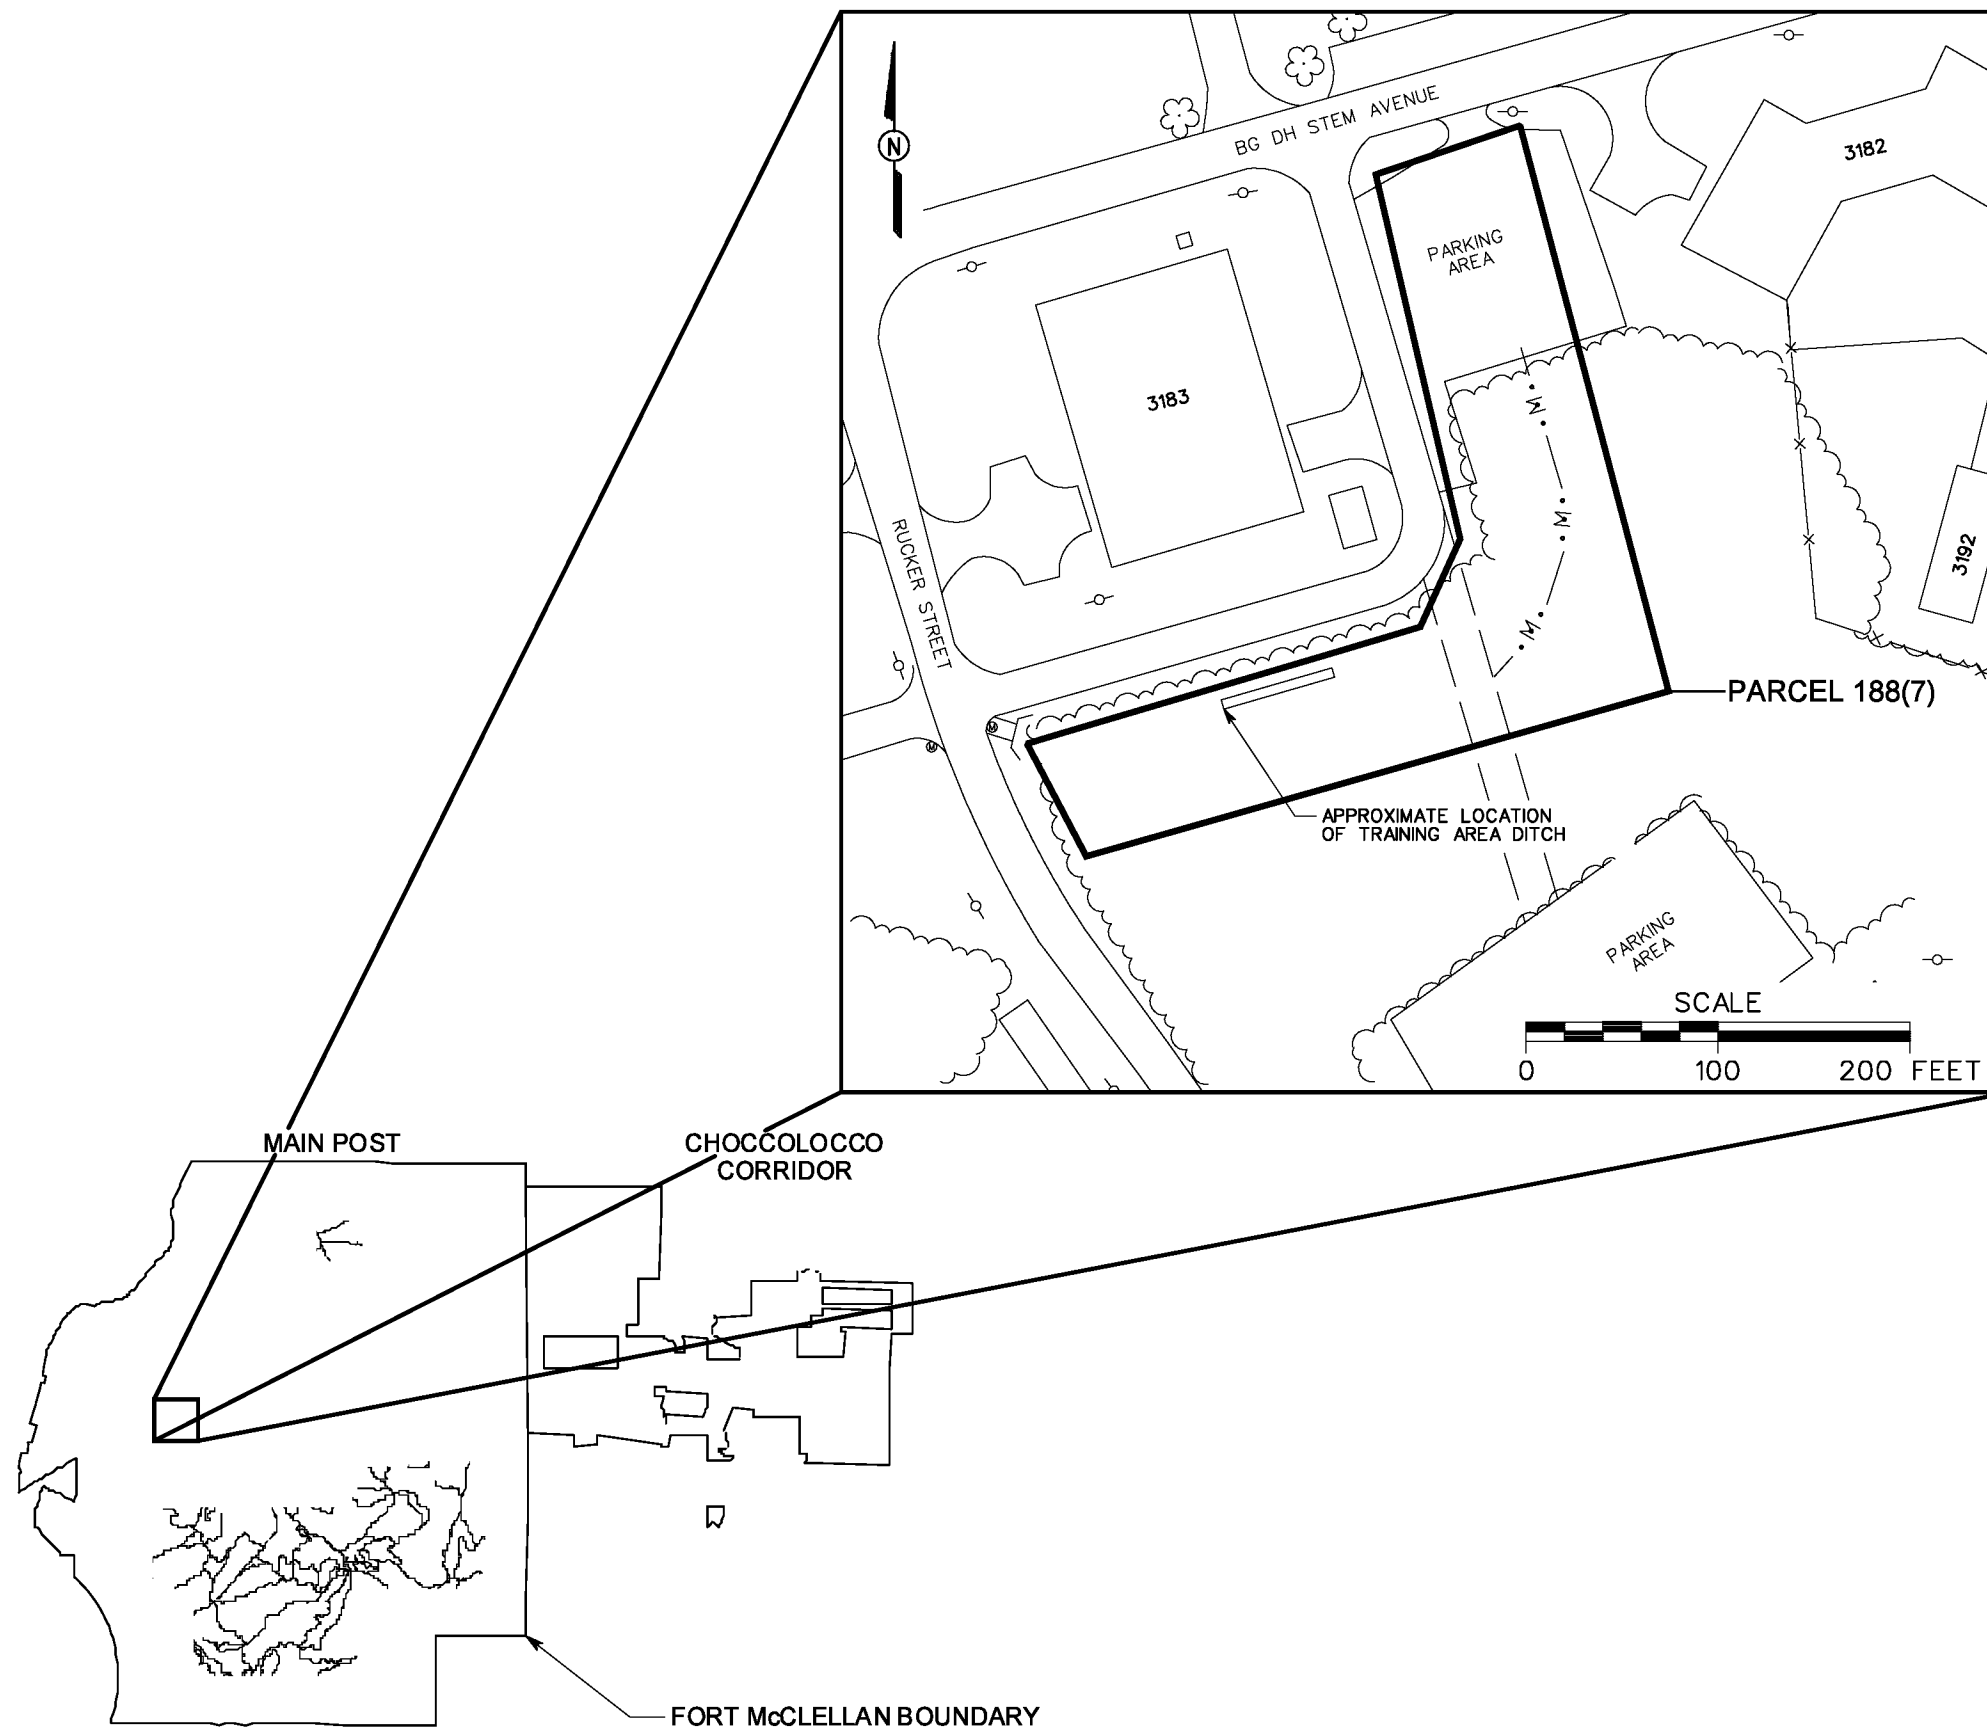 BG DH STEM AVENUE
N
3182
PARKING
AREA
3183
M
M
M
RUCKER STREET
3192
PARCEL 188(7)
M
M
APPROXIMATE LOCATION
OF TRAINING AREA DITCH
PARKING
AREA
SCALE
0 100 200 FEET
MAIN POST
CHOCCOLOCCO
CORRIDOR
FORT McCLELLAN BOUNDARY